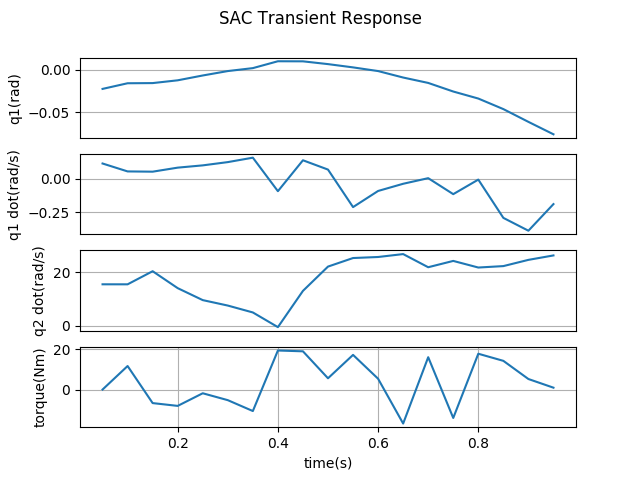 SAC Transient Response
q1(rad)
0.00
−0.05
q1 dot(rad/s)
0.00
−0.25
q2 dot(rad/s)
20
0
torque(Nm)
20
0
0.2 0.4 0.6 0.8
time(s)